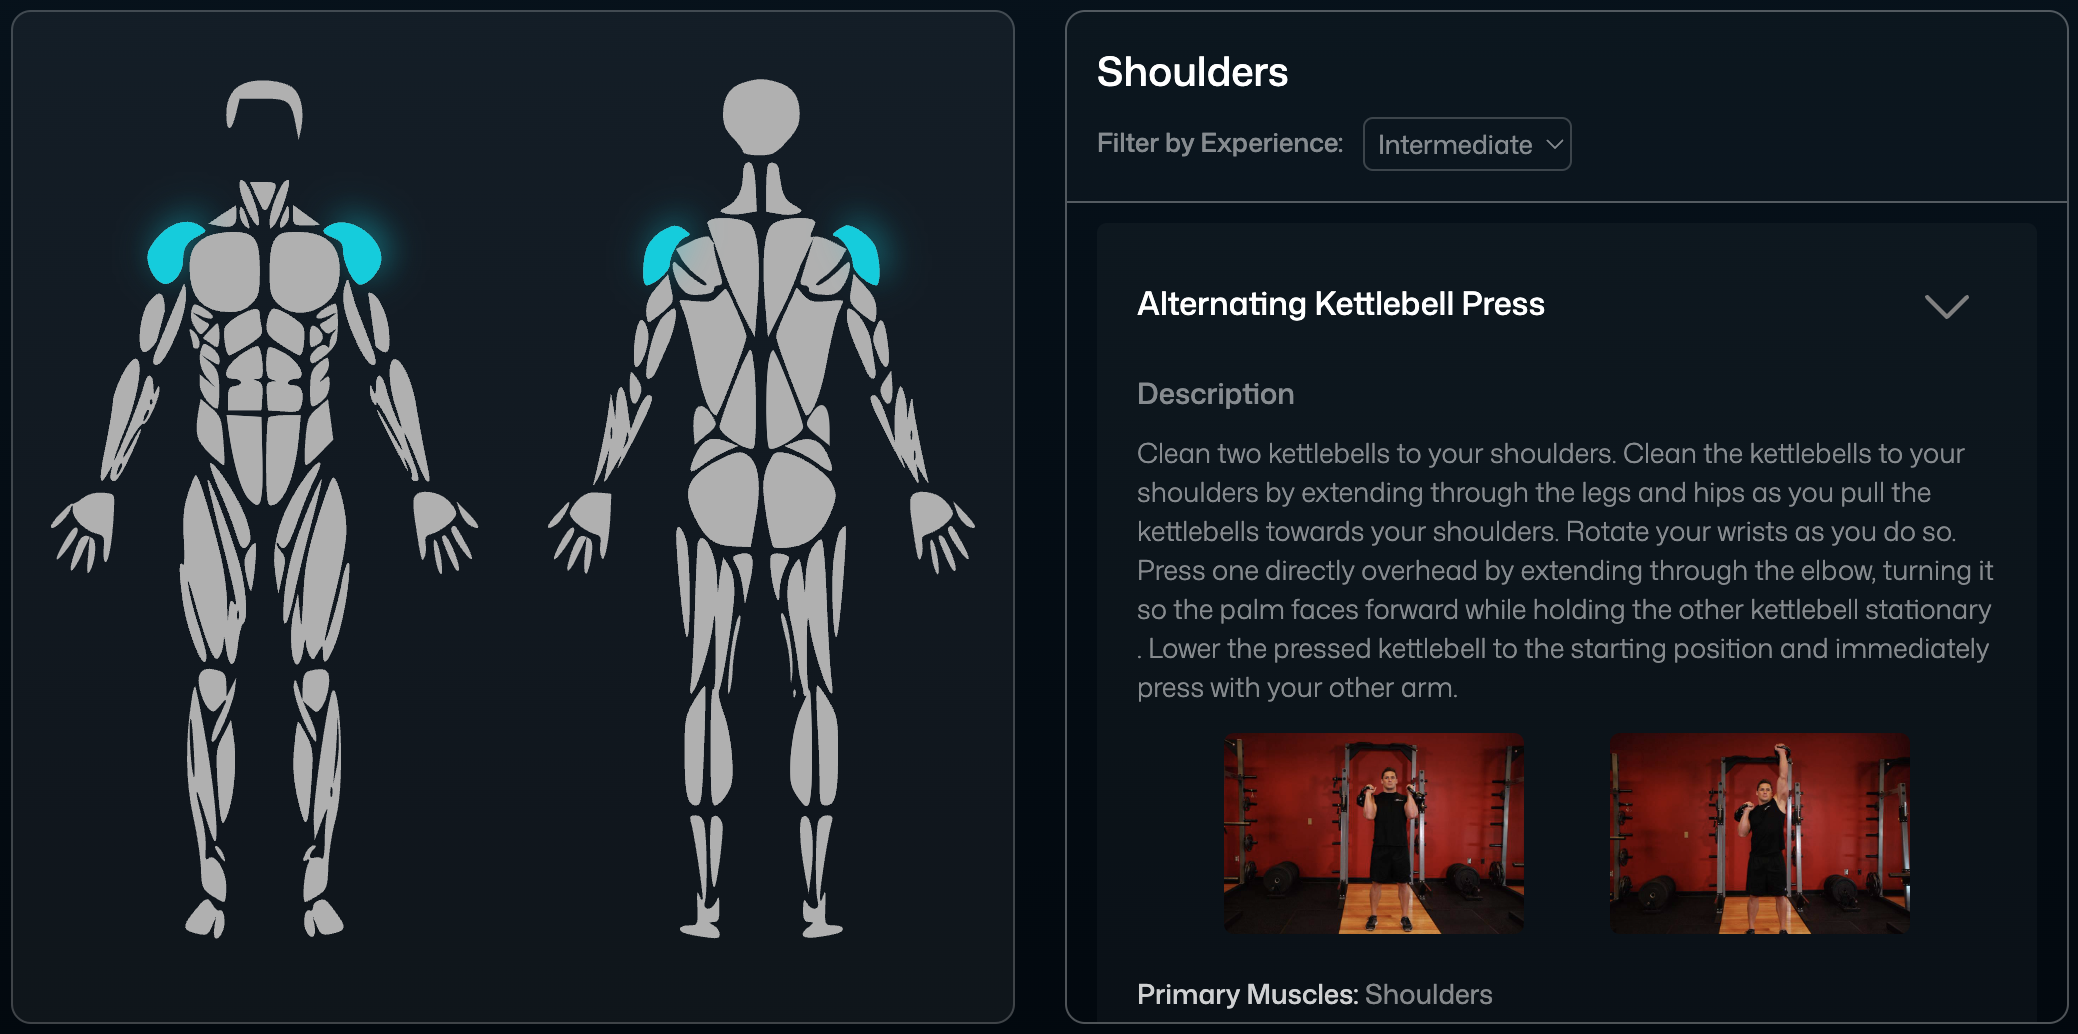 Shoulders
Filter by Experience: Intermediate
Alternating Kettlebell Press
Description
Clean two kettlebells to your shoulders. Clean the kettlebells to your
shoulders by extending through the legs and hips as you pull the
kettlebells towards your shoulders. Rotate your wrists as you do so.
Press one directly overhead by extending through the elbow, turning it
so the palm faces forward while holding the other kettlebell stationary
. Lower the pressed kettlebell to the starting position and immediately
press with your other arm.
Primary Muscles: Shoulders